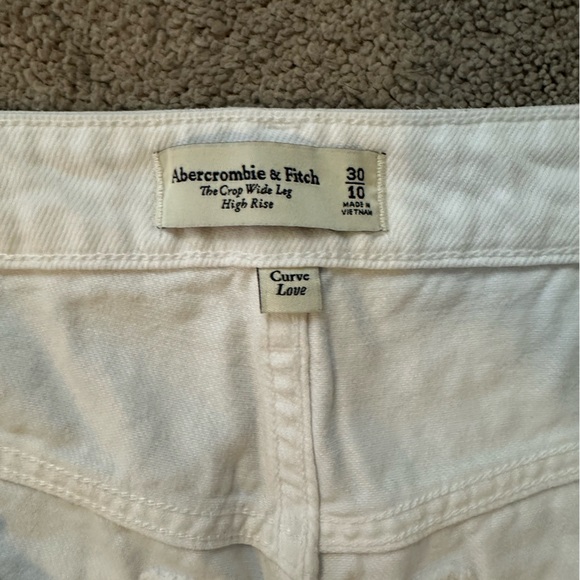 Abercrombie & Fitch
The Crop Wide Leg
High Rise
30
10
MADE IN
VIETNAM
Curve
Love